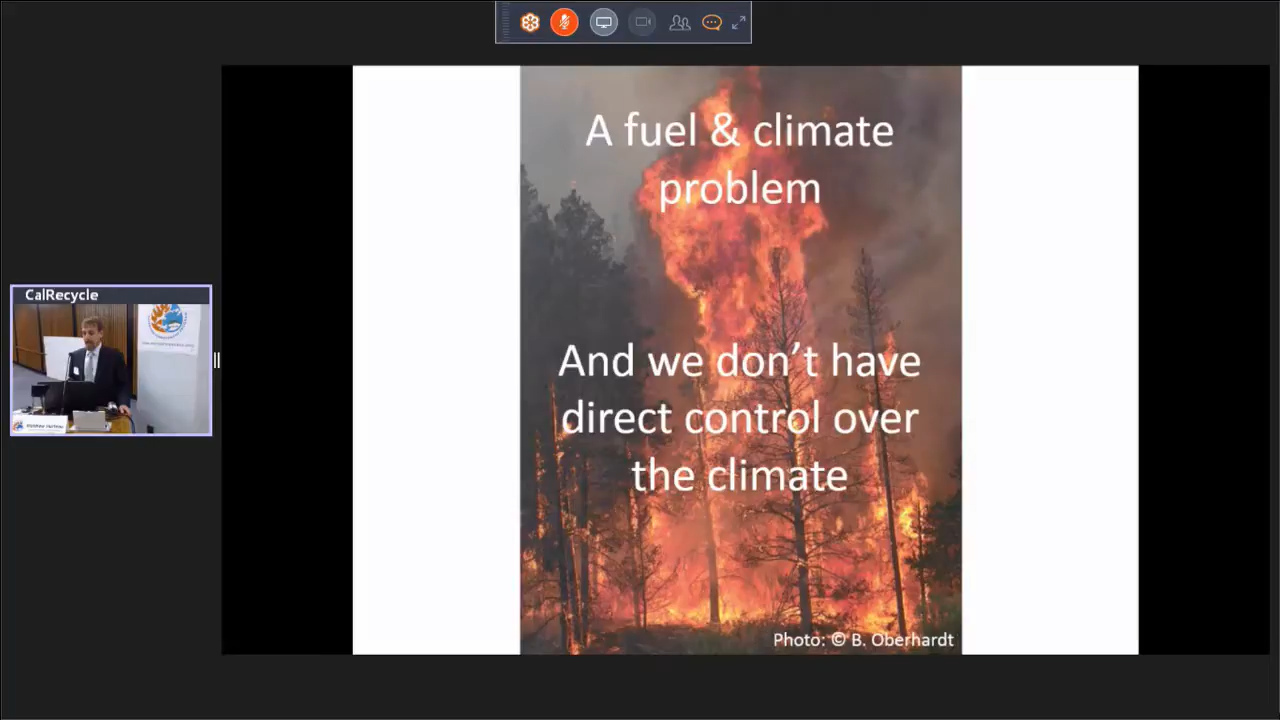 CalRecycle
A fuel & climate
problem
And we don’t have
direct control over
the climate
Photo: © B. Oberhardt